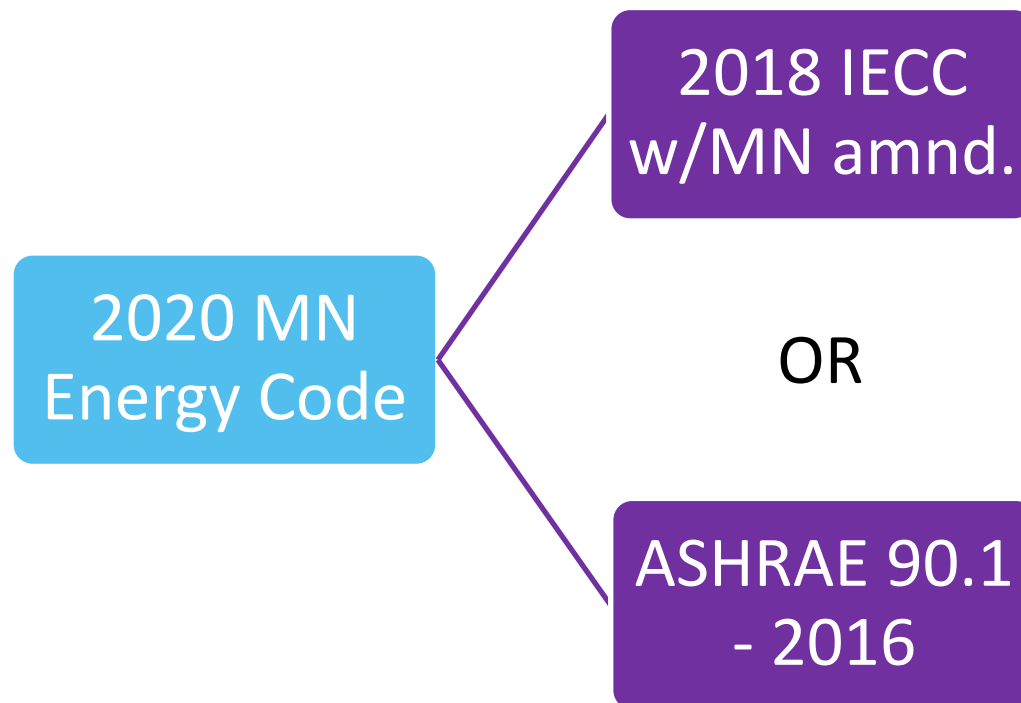 2018 IECC
w/MN amnd.
2020 MN
Energy Code
OR
ASHRAE 90.1
- 2016